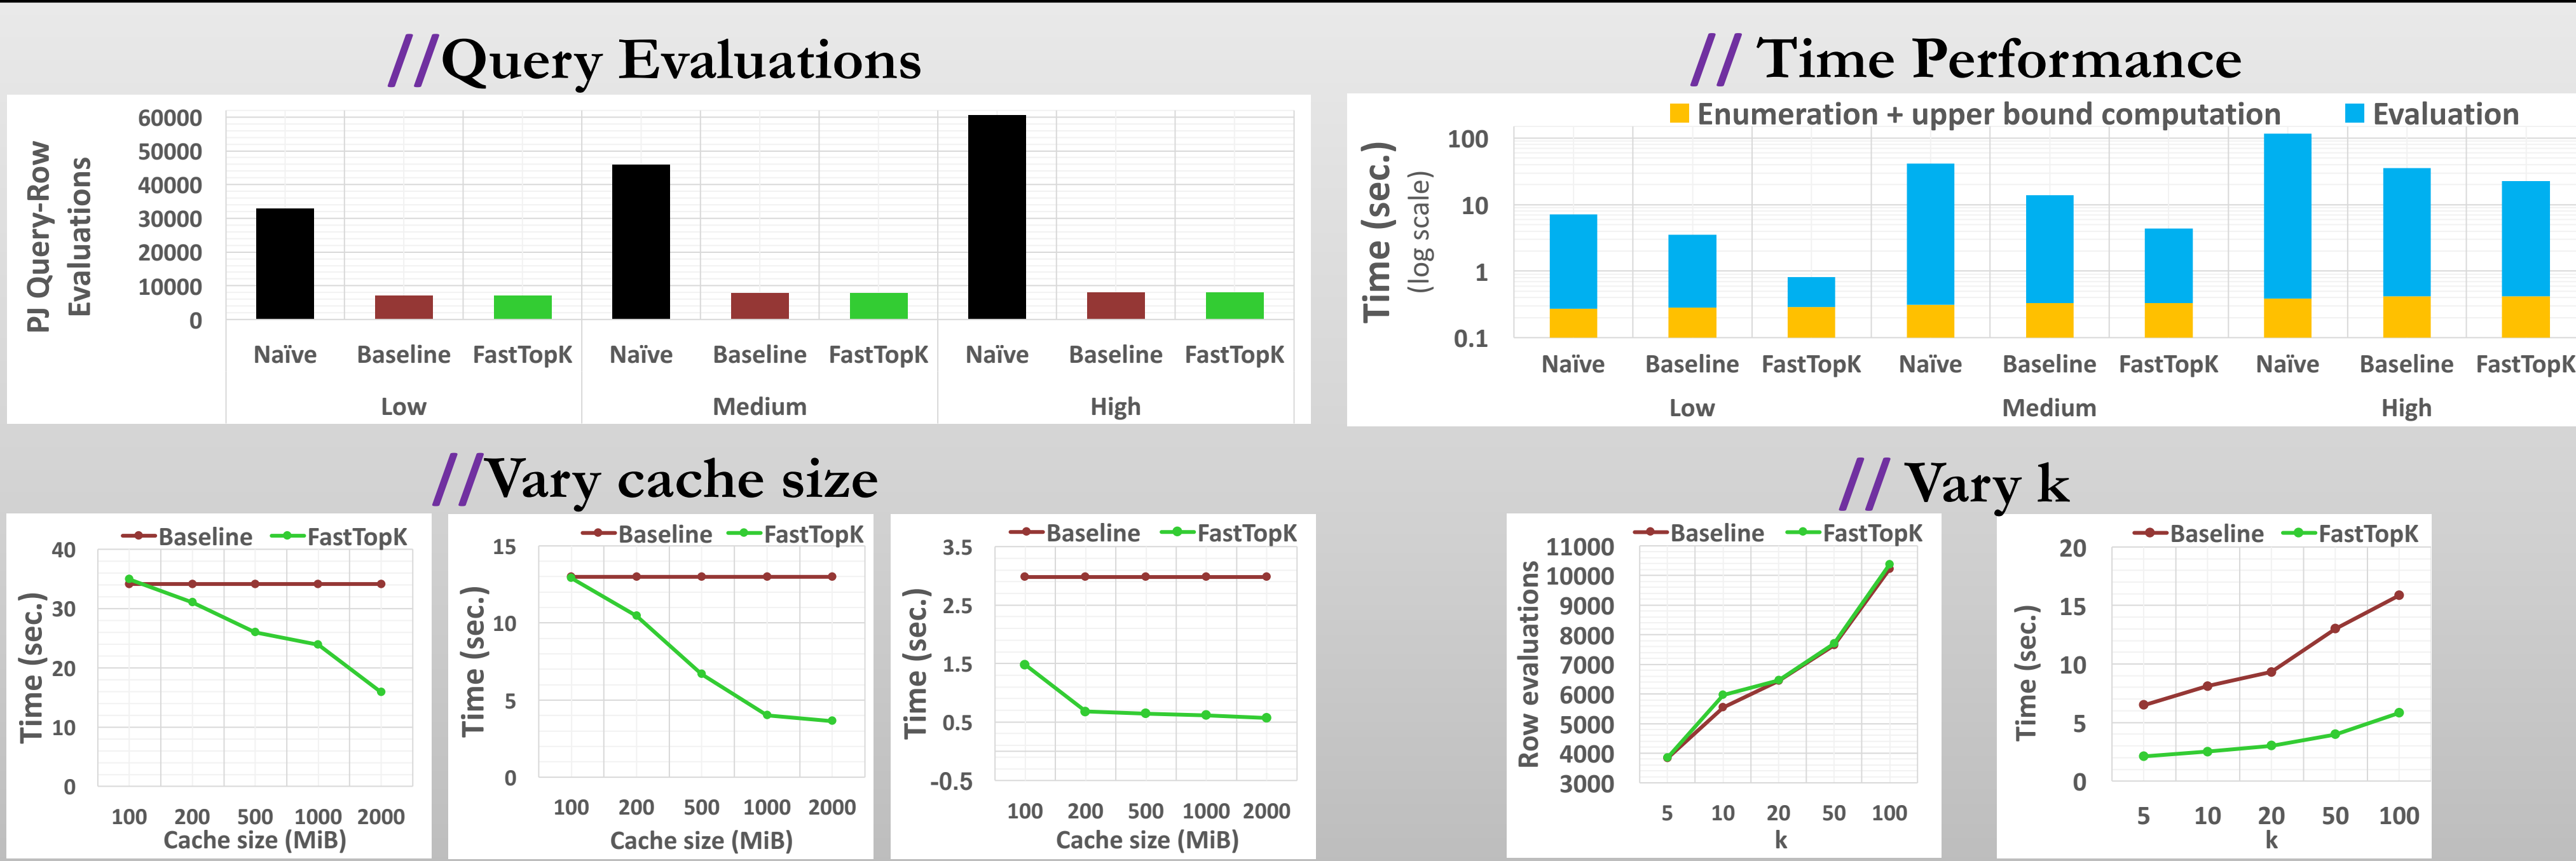 //Query Evaluations
PJ Query-Row
Evaluations
60000
50000
40000
30000
20000
10000
0
Naïve Baseline FastTopK Naïve Baseline FastTopK Naïve Baseline FastTopK
Low Medium High
// Time Performance
Enumeration + upper bound computation Evaluation
Time (sec.)
(log scale)
100
10
1
0.1
Naïve Baseline FastTopK Naïve Baseline FastTopK Naïve Baseline FastTopK
Low Medium High
//Vary cache size
Baseline FastTopK
Time (sec.)
40
30
20
10
0
100 200 500 1000 2000
Cache size (MiB)
Baseline FastTopK
Time (sec.)
15
10
5
0
100 200 500 1000 2000
Cache size (MiB)
Baseline FastTopK
Time (sec.)
3.5
2.5
1.5
0.5
-0.5
100 200 500 1000 2000
Cache size (MiB)
// Vary k
Baseline FastTopK
Row evaluations
11000
10000
9000
8000
7000
6000
5000
4000
3000
5 10 20 50 100
k
Baseline FastTopK
Time (sec.)
20
15
10
5
0
5 10 20 50 100
k